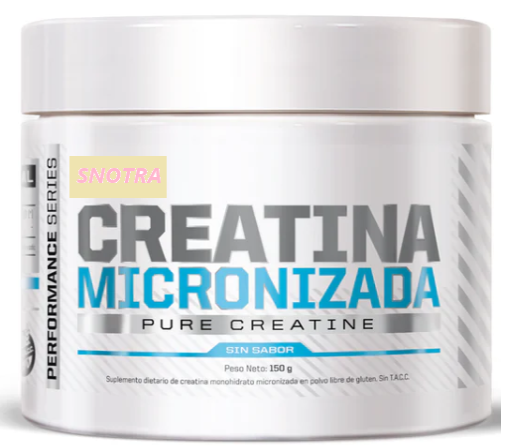 SNOTRA
CREATINA
MICRONIZADA
PURE CREATINE
SIN SABOR
Peso Neto: 150 g
Suplemento dietario de creatina monohidrato micronizada en polvo libre de gluten. Sin T.A.C.C.
PERFORMANCE SERIES